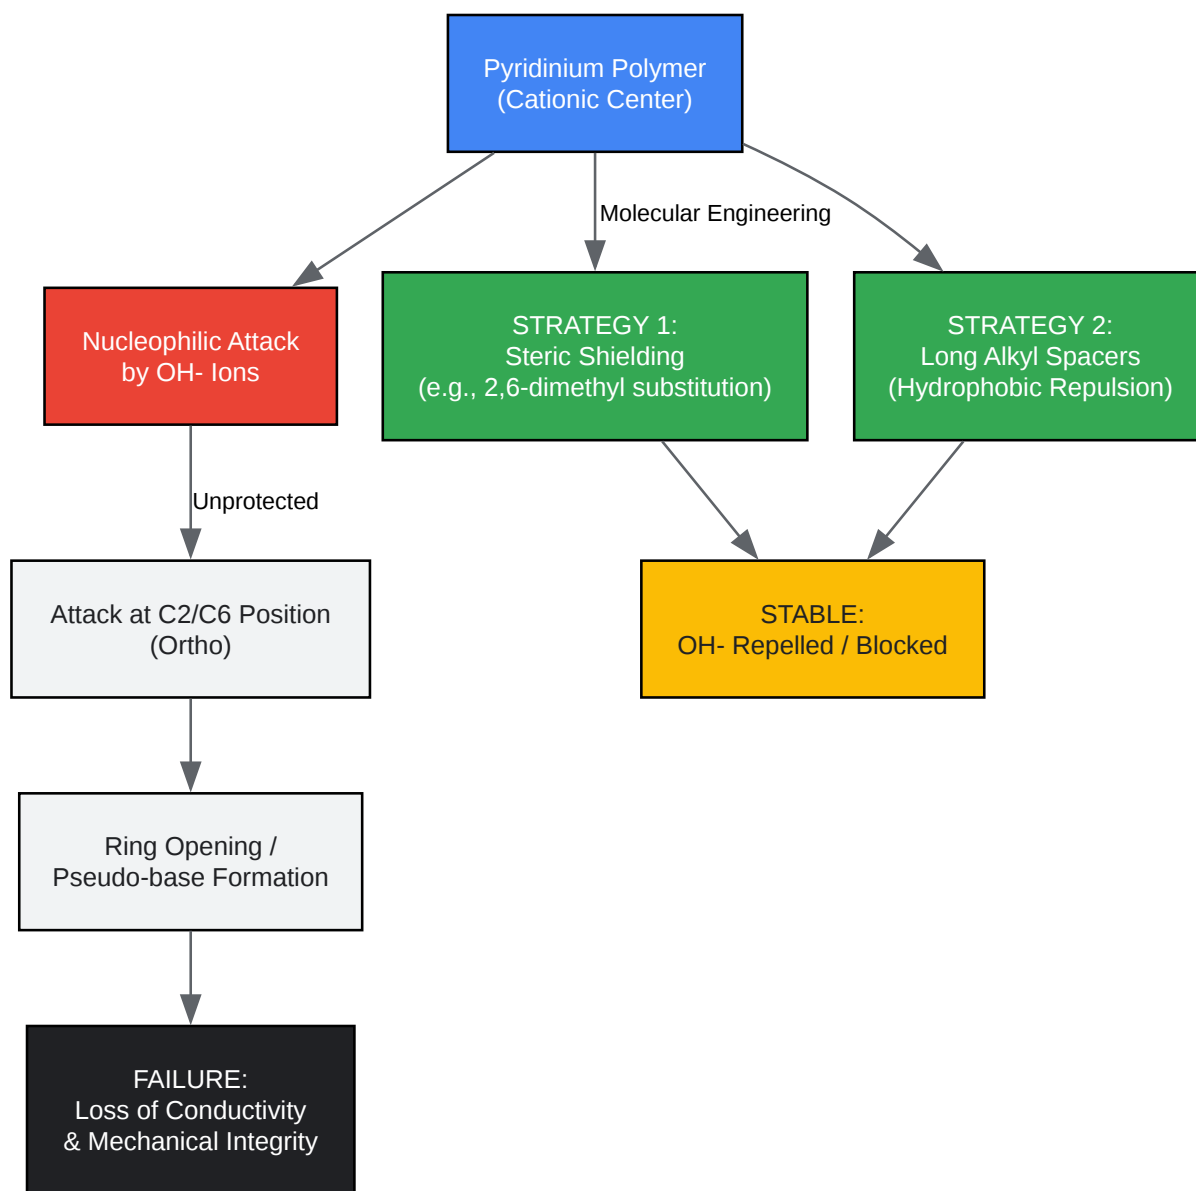 Pyridinium Polymer
(Cationic Center)
Molecular Engineering
Nucleophilic Attack
by OH- Ions
STRATEGY 1:
Steric Shielding
(e.g., 2,6-dimethyl substitution)
STRATEGY 2:
Long Alkyl Spacers
(Hydrophobic Repulsion)
Unprotected
Attack at C2/C6 Position
(Ortho)
STABLE:
OH- Repelled / Blocked
Ring Opening /
Pseudo-base Formation
FAILURE:
Loss of Conductivity
& Mechanical Integrity